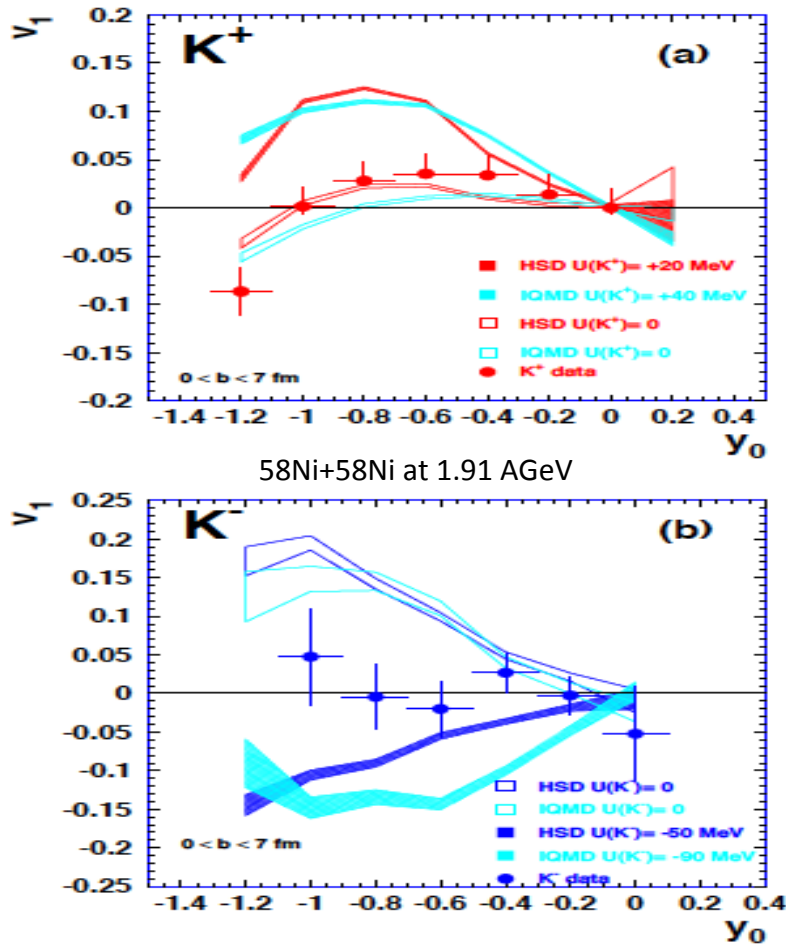 v₁
0.2
K⁺
(a)
0.15
0.1
0.05
0
-0.05
HSD U(K⁺)= +20 MeV
IQMD U(K⁺)= +40 MeV
-0.1
HSD U(K⁺)= 0
-0.15
IQMD U(K⁺)= 0
0 < b < 7 fm
K⁺ data
-0.2
-1.4 -1.2 -1 -0.8 -0.6 -0.4 -0.2 0 0.2 0.4
y₀
58Ni+58Ni at 1.91 AGeV
v₁
0.25
K⁻
(b)
0.2
0.15
0.1
0.05
0
-0.05
-0.1
HSD U(K⁻)= 0
IQMD U(K⁻)= 0
-0.15
HSD U(K⁻)= -50 MeV
0 < b < 7 fm
-0.2
IQMD U(K⁻)= -90 MeV
K⁻ data
-0.25
-1.4 -1.2 -1 -0.8 -0.6 -0.4 -0.2 0 0.2 0.4
y₀